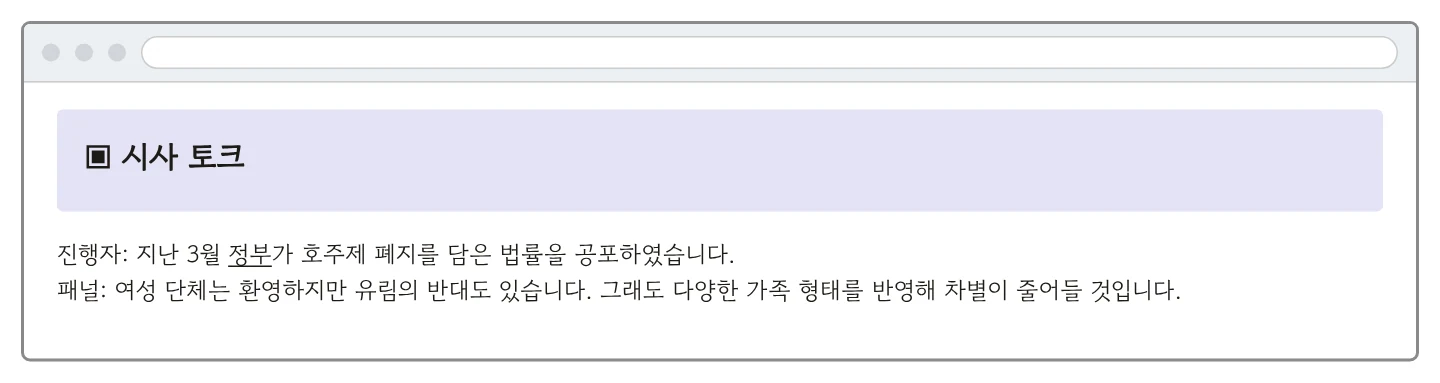 ▣ 시사 토크
진행자: 지난 3월 정부가 호주제 폐지를 담은 법률을 공포하였습니다.
패널: 여성 단체는 환영하지만 유림의 반대도 있습니다. 그래도 다양한 가족 형태를 반영해 차별이 줄어들 것입니다.